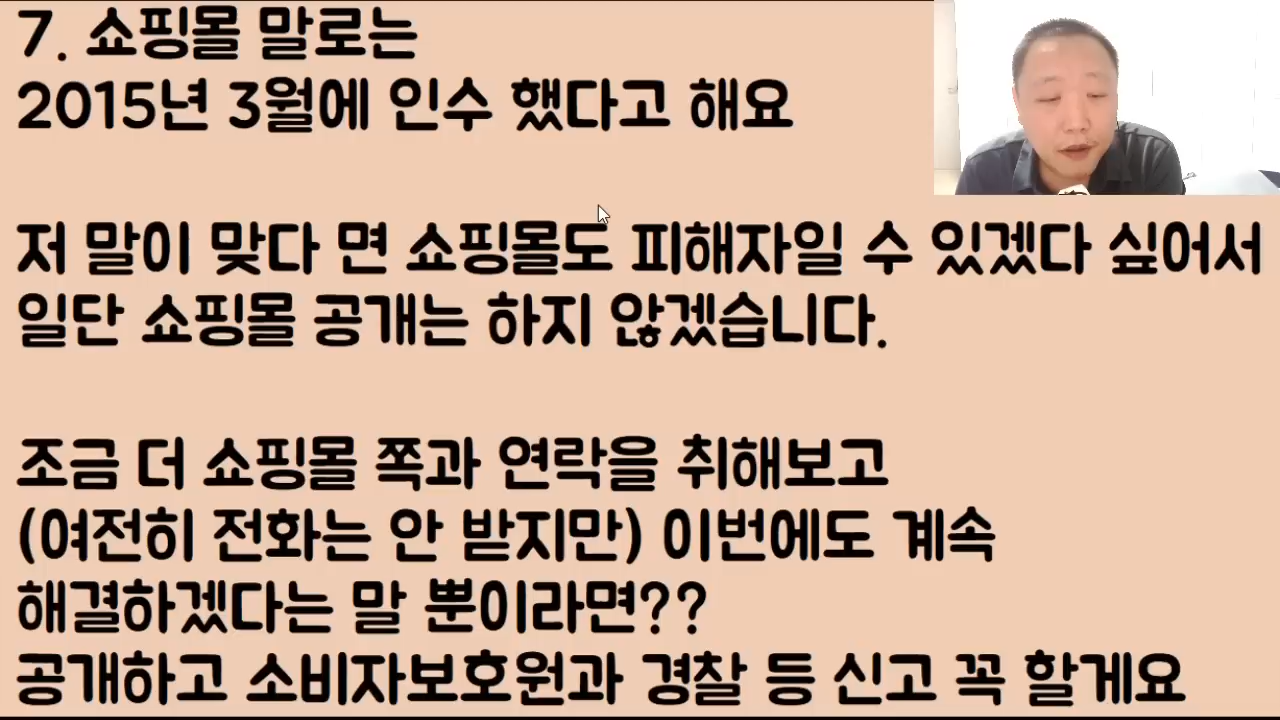 7. 쇼핑몰 말로는
2015년 3월에 인수 했다고 해요
저 말이 맞다 면 쇼핑몰도 피해자일 수 있겠다 싶어서
일단 쇼핑몰 공개는 하지 않겠습니다.
조금 더 쇼핑몰 쪽과 연락을 취해보고
(여전히 전화는 안 받지만) 이번에도 계속
해결하겠다는 말 뿐이라면??
공개하고 소비자보호원과 경찰 등 신고 꼭 할게요